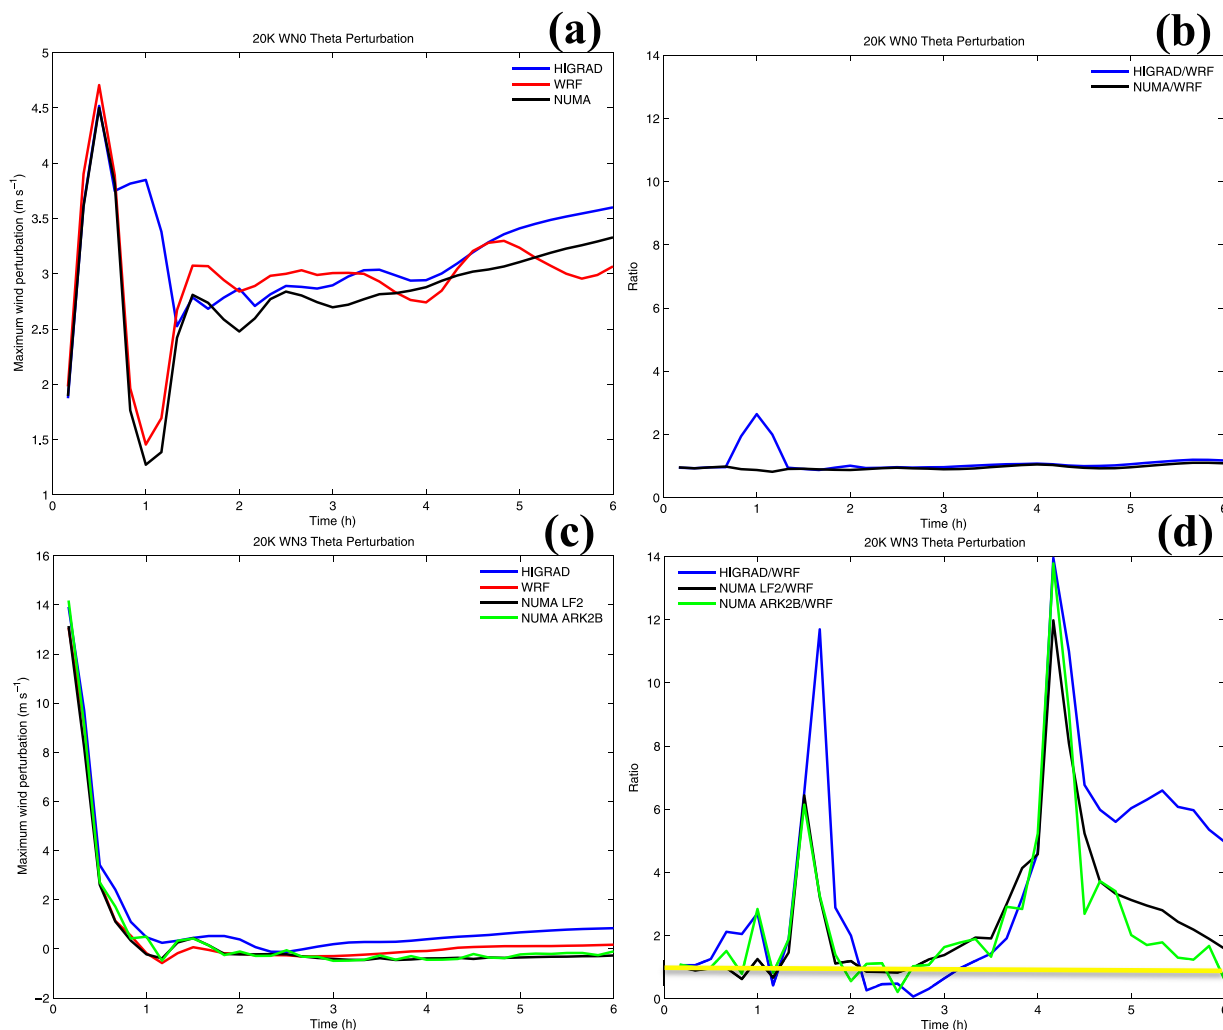 (a)
20K WN0 Theta Perturbation
HIGRAD
WRF
NUMA
Maximum wind perturbation (m s⁻¹)
5
4.5
4
3.5
3
2.5
2
1.5
1
0
1
2
3
4
5
6
Time (h)
(b)
20K WN0 Theta Perturbation
HIGRAD/WRF
NUMA/WRF
Ratio
14
12
10
8
6
4
2
0
0
1
2
3
4
5
6
Time (h)
(c)
20K WN3 Theta Perturbation
HIGRAD
WRF
NUMA LF2
NUMA ARK2B
Maximum wind perturbation (m s⁻¹)
16
14
12
10
8
6
4
2
0
−2
0
1
2
3
4
5
6
Time (h)
(d)
20K WN3 Theta Perturbation
HIGRAD/WRF
NUMA LF2/WRF
NUMA ARK2B/WRF
Ratio
14
12
10
8
6
4
2
0
0
1
2
3
4
5
6
Time (h)